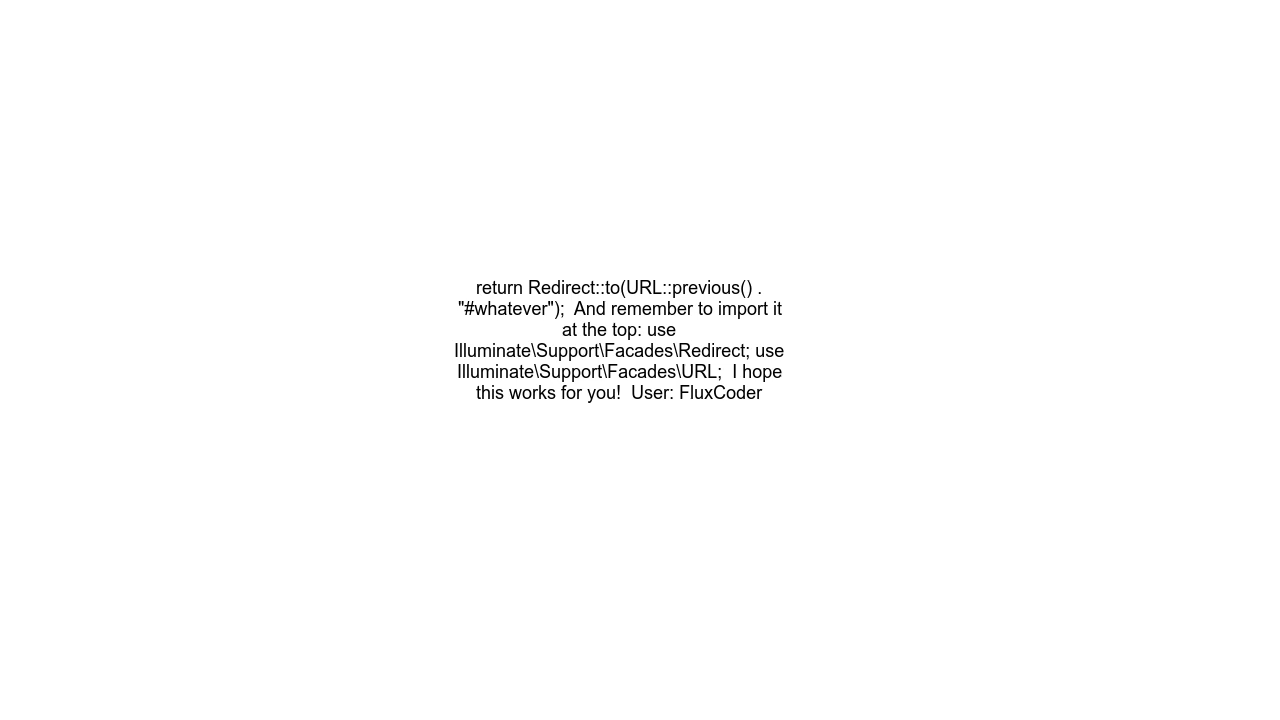 return Redirect::to(URL::previous() .
"#whatever");  And remember to import it
at the top: use
Illuminate\Support\Facades\Redirect; use
Illuminate\Support\Facades\URL;  I hope
this works for you!  User: FluxCoder